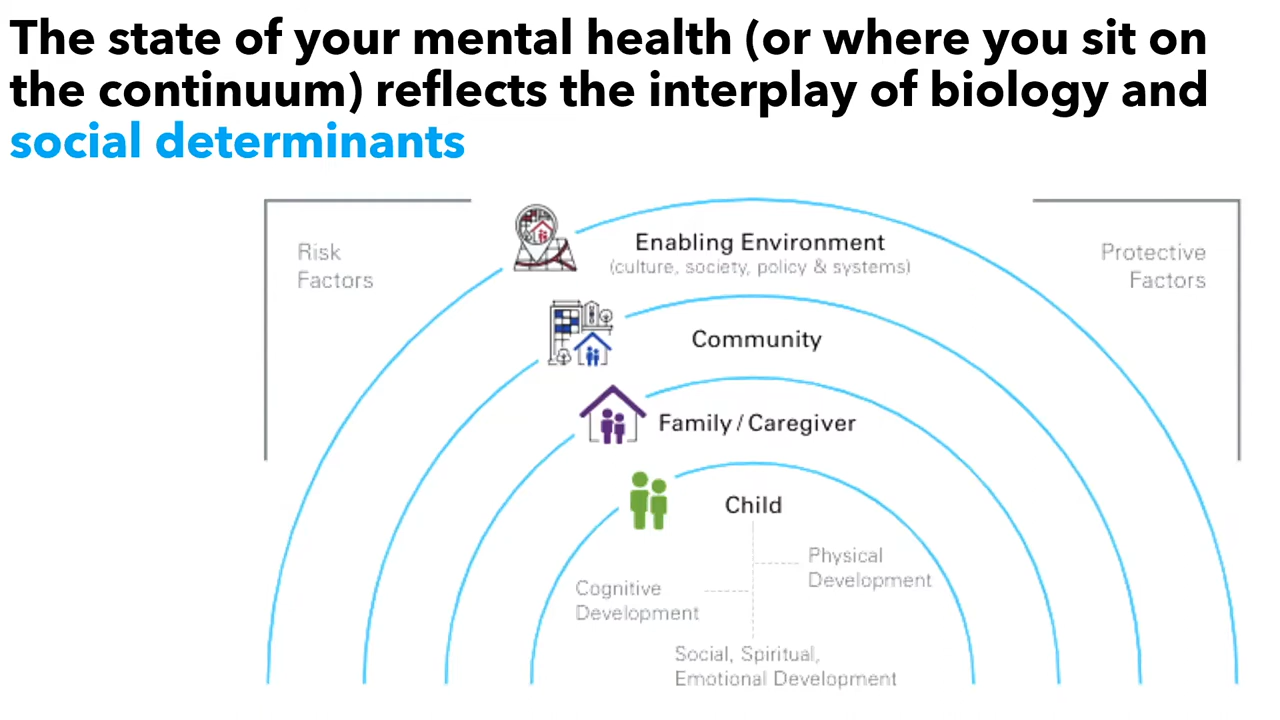 The state of your mental health (or where you sit on
the continuum) reflects the interplay of biology and
social determinants
Risk
Factors
Enabling Environment
(culture, society, policy & systems)
Protective
Factors
Community
Family / Caregiver
Child
Physical
Development
Cognitive
Development
Social, Spiritual,
Emotional Development